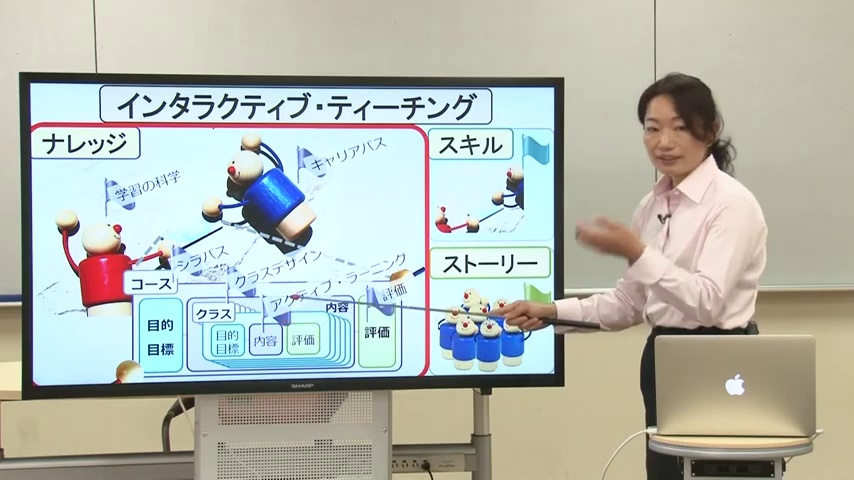 インタラクティブ・ティーチング
ナレッジ
スキル
キャリアパス
学習の科学
シラバス
クラスデザイン
アクティブ・ラーニング
評価
ストーリー
コース
目的
目標
クラス
内容
目的
目標
内容
評価
評価
SHARP